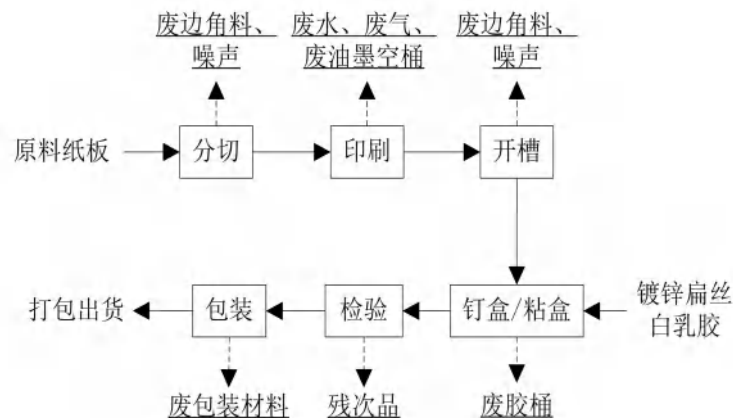 废边角料、
噪声
废水、废气、
废油墨空桶
废边角料、
噪声
原料纸板
分切
印刷
开槽
打包出货
包装
检验
钉盒/粘盒
镀锌扁丝
白乳胶
废包装材料
残次品
废胶桶